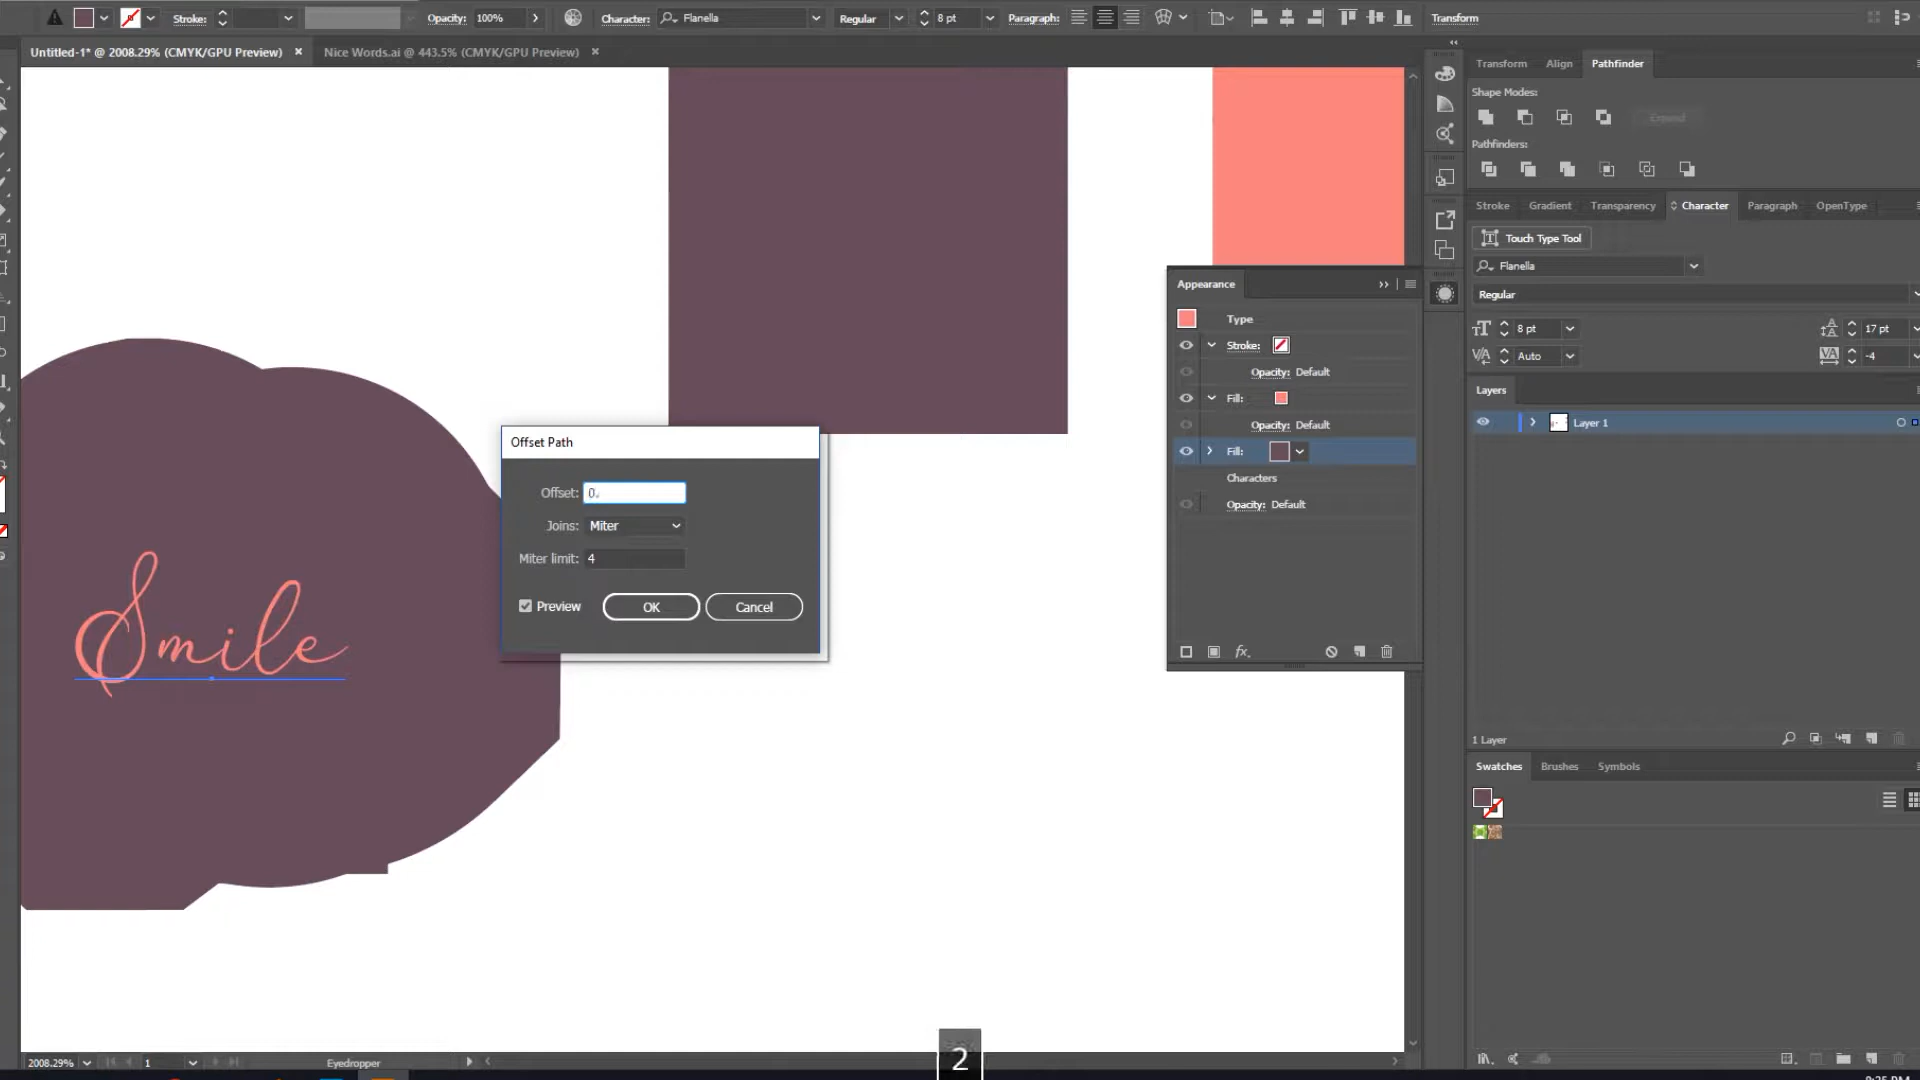 Stroke: Opacity: 100% Character: Flanella Regular 8 pt Paragraph: Transform
Untitled-1* @ 2008.29% (CMYK/GPU Preview) × Nice Words.ai @ 443.5% (CMYK/GPU Preview) ×
Transform Align Pathfinder
Shape Modes:
Expand
Pathfinders:
Stroke Gradient Transparency Character Paragraph OpenType
Touch Type Tool
Flanella
Regular
8 pt 17 pt
Auto -4
Layers
Layer 1
1 Layer
Swatches Brushes Symbols
Appearance
Type
Stroke:
Opacity: Default
Fill:
Opacity: Default
Fill:
Characters
Opacity: Default
fx.
Offset Path
Offset: 0.
Joins: Miter
Miter limit: 4
Preview OK Cancel
Smile
2008.29% 1 Eyedropper
2